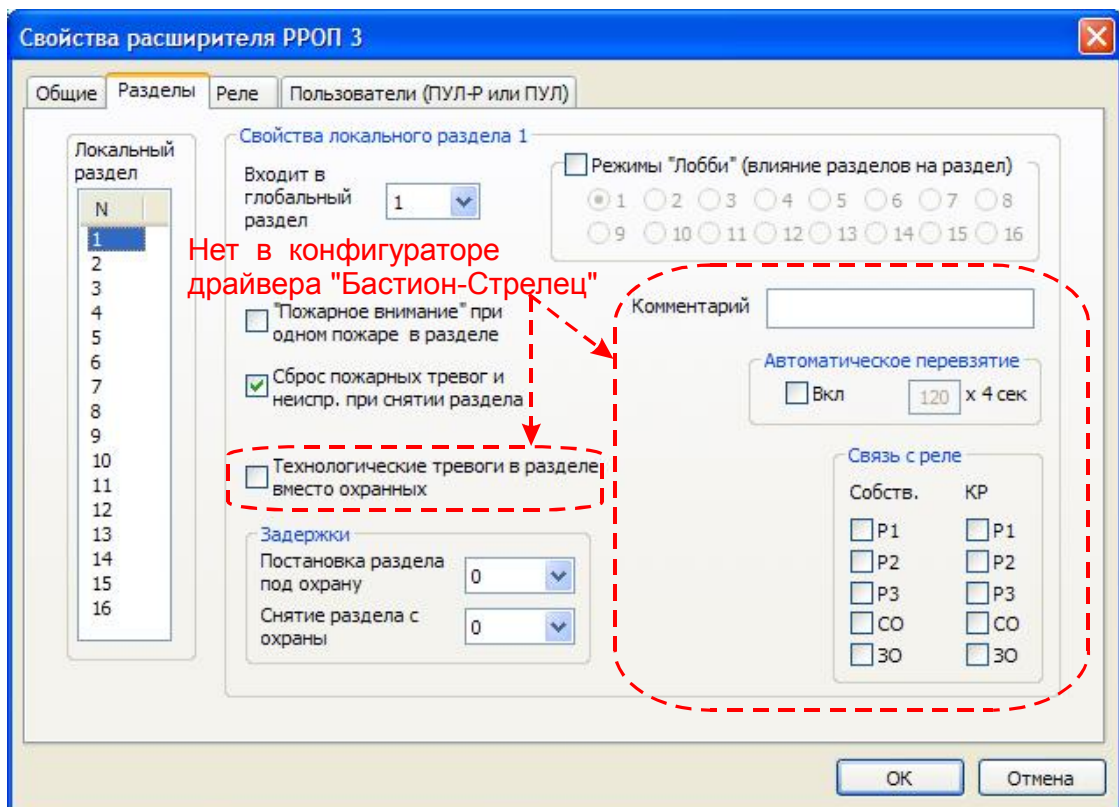 Свойства расширителя РРОП 3
Общие Разделы Реле Пользователи (ПУЛ-Р или ПУЛ)
Локальный
раздел
N
1
2
3
4
5
6
7
8
9
10
11
12
13
14
15
16
Свойства локального раздела 1
Входит в
глобальный
раздел
1
Режимы "Лобби" (влияние разделов на раздел)
1 2 3 4 5 6 7 8
9 10 11 12 13 14 15 16
Нет в конфигураторе
драйвера "Бастион-Стрелец"
"Пожарное внимание" при
одном пожаре в разделе
Сброс пожарных тревог и
неиспр. при снятии раздела
Технологические тревоги в разделе
вместо охранных
Задержки
Постановка раздела
под охрану
0
Снятие раздела с
охраны
0
Комментарий
Автоматическое перевзятие
Вкл 120 x 4 сек
Связь с реле
Собств. КР
Р1 Р1
Р2 Р2
Р3 Р3
СО СО
ЗО ЗО
ОК Отмена